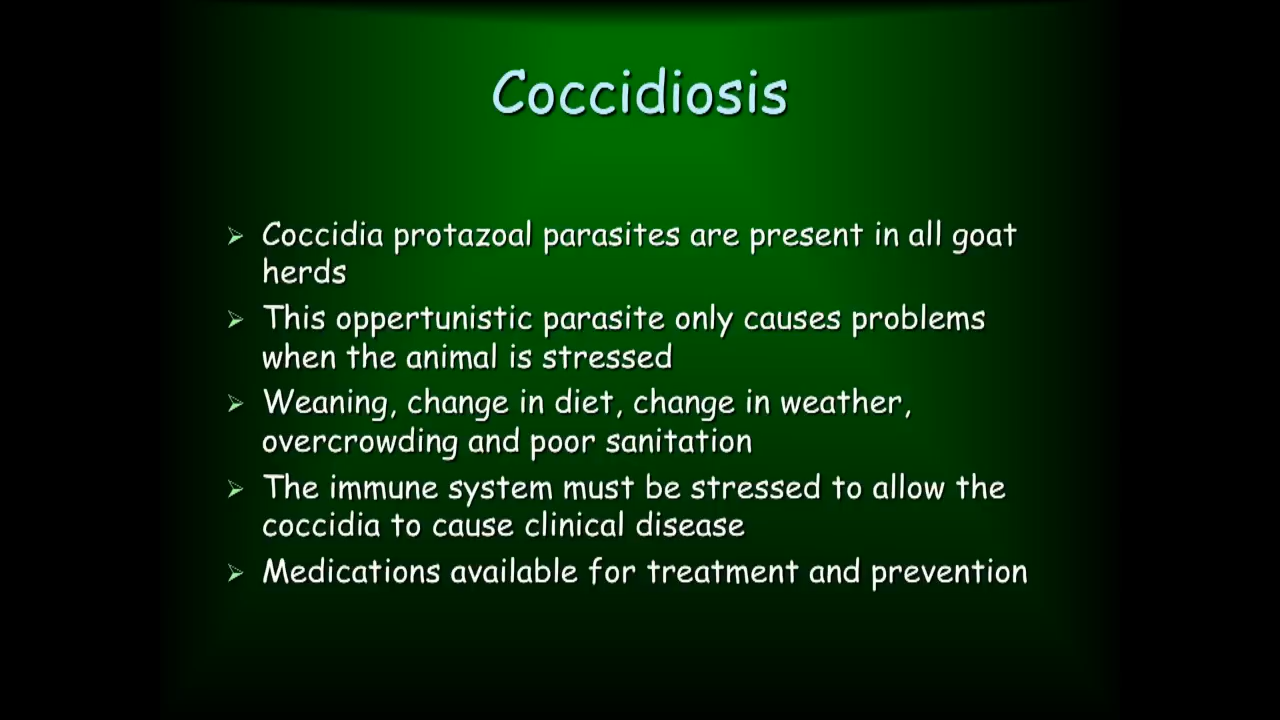 Coccidiosis
Coccidia protazoal parasites are present in all goat
herds
This oppertunistic parasite only causes problems
when the animal is stressed
Weaning, change in diet, change in weather,
overcrowding and poor sanitation
The immune system must be stressed to allow the
coccidia to cause clinical disease
Medications available for treatment and prevention